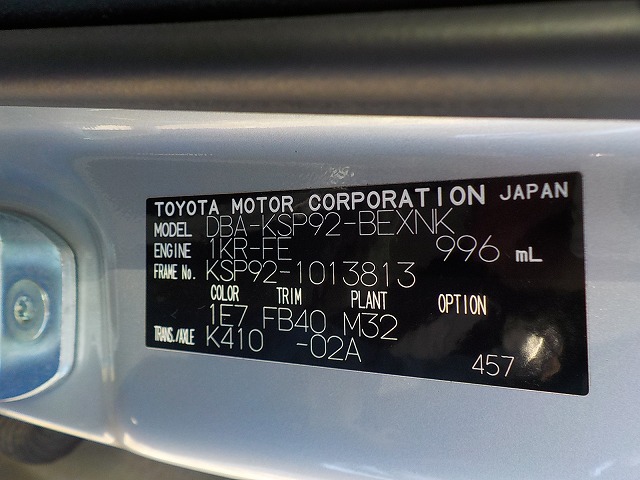 TOYOTA MOTOR CORPORATION JAPAN
MODEL DBA-KSP92-BEXNK
ENGINE 1KR-FE 996 mL
FRAME No. KSP92-1013813
COLOR TRIM PLANT OPTION
1E7 FB40 M32
TRANS./AXLE K410 -02A
457